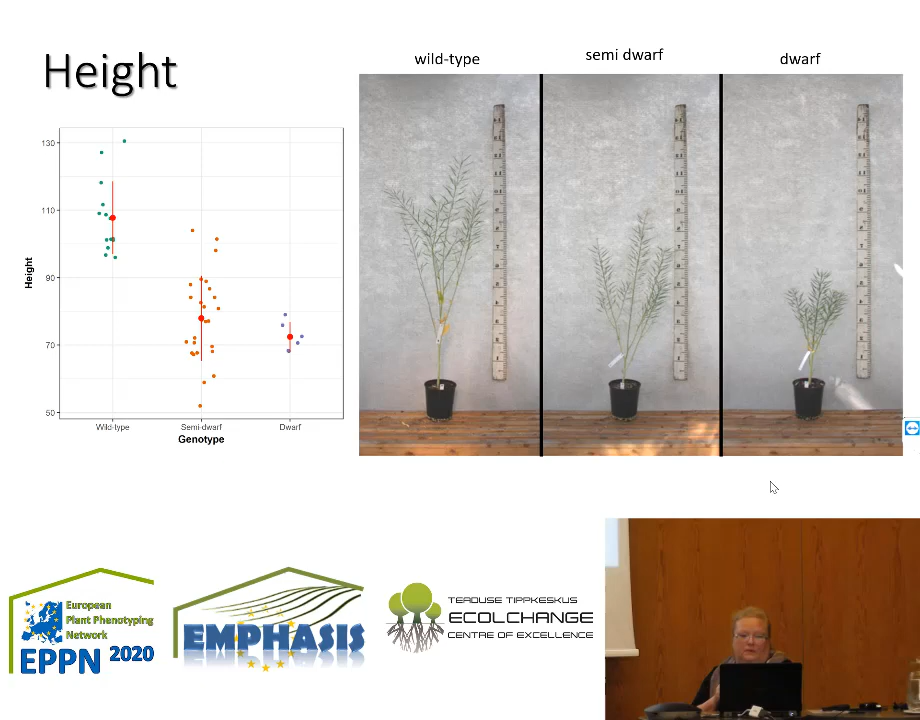 Height
wild-type
semi dwarf
dwarf
130
110
90
70
50
Height
Wild-type
Semi-dwarf
Dwarf
Genotype
European
Plant Phenotyping
Network
EPPN 2020
EMPHASIS
TEADUSE TIPPKESKUS
ECOLCHANGE
CENTRE OF EXCELLENCE